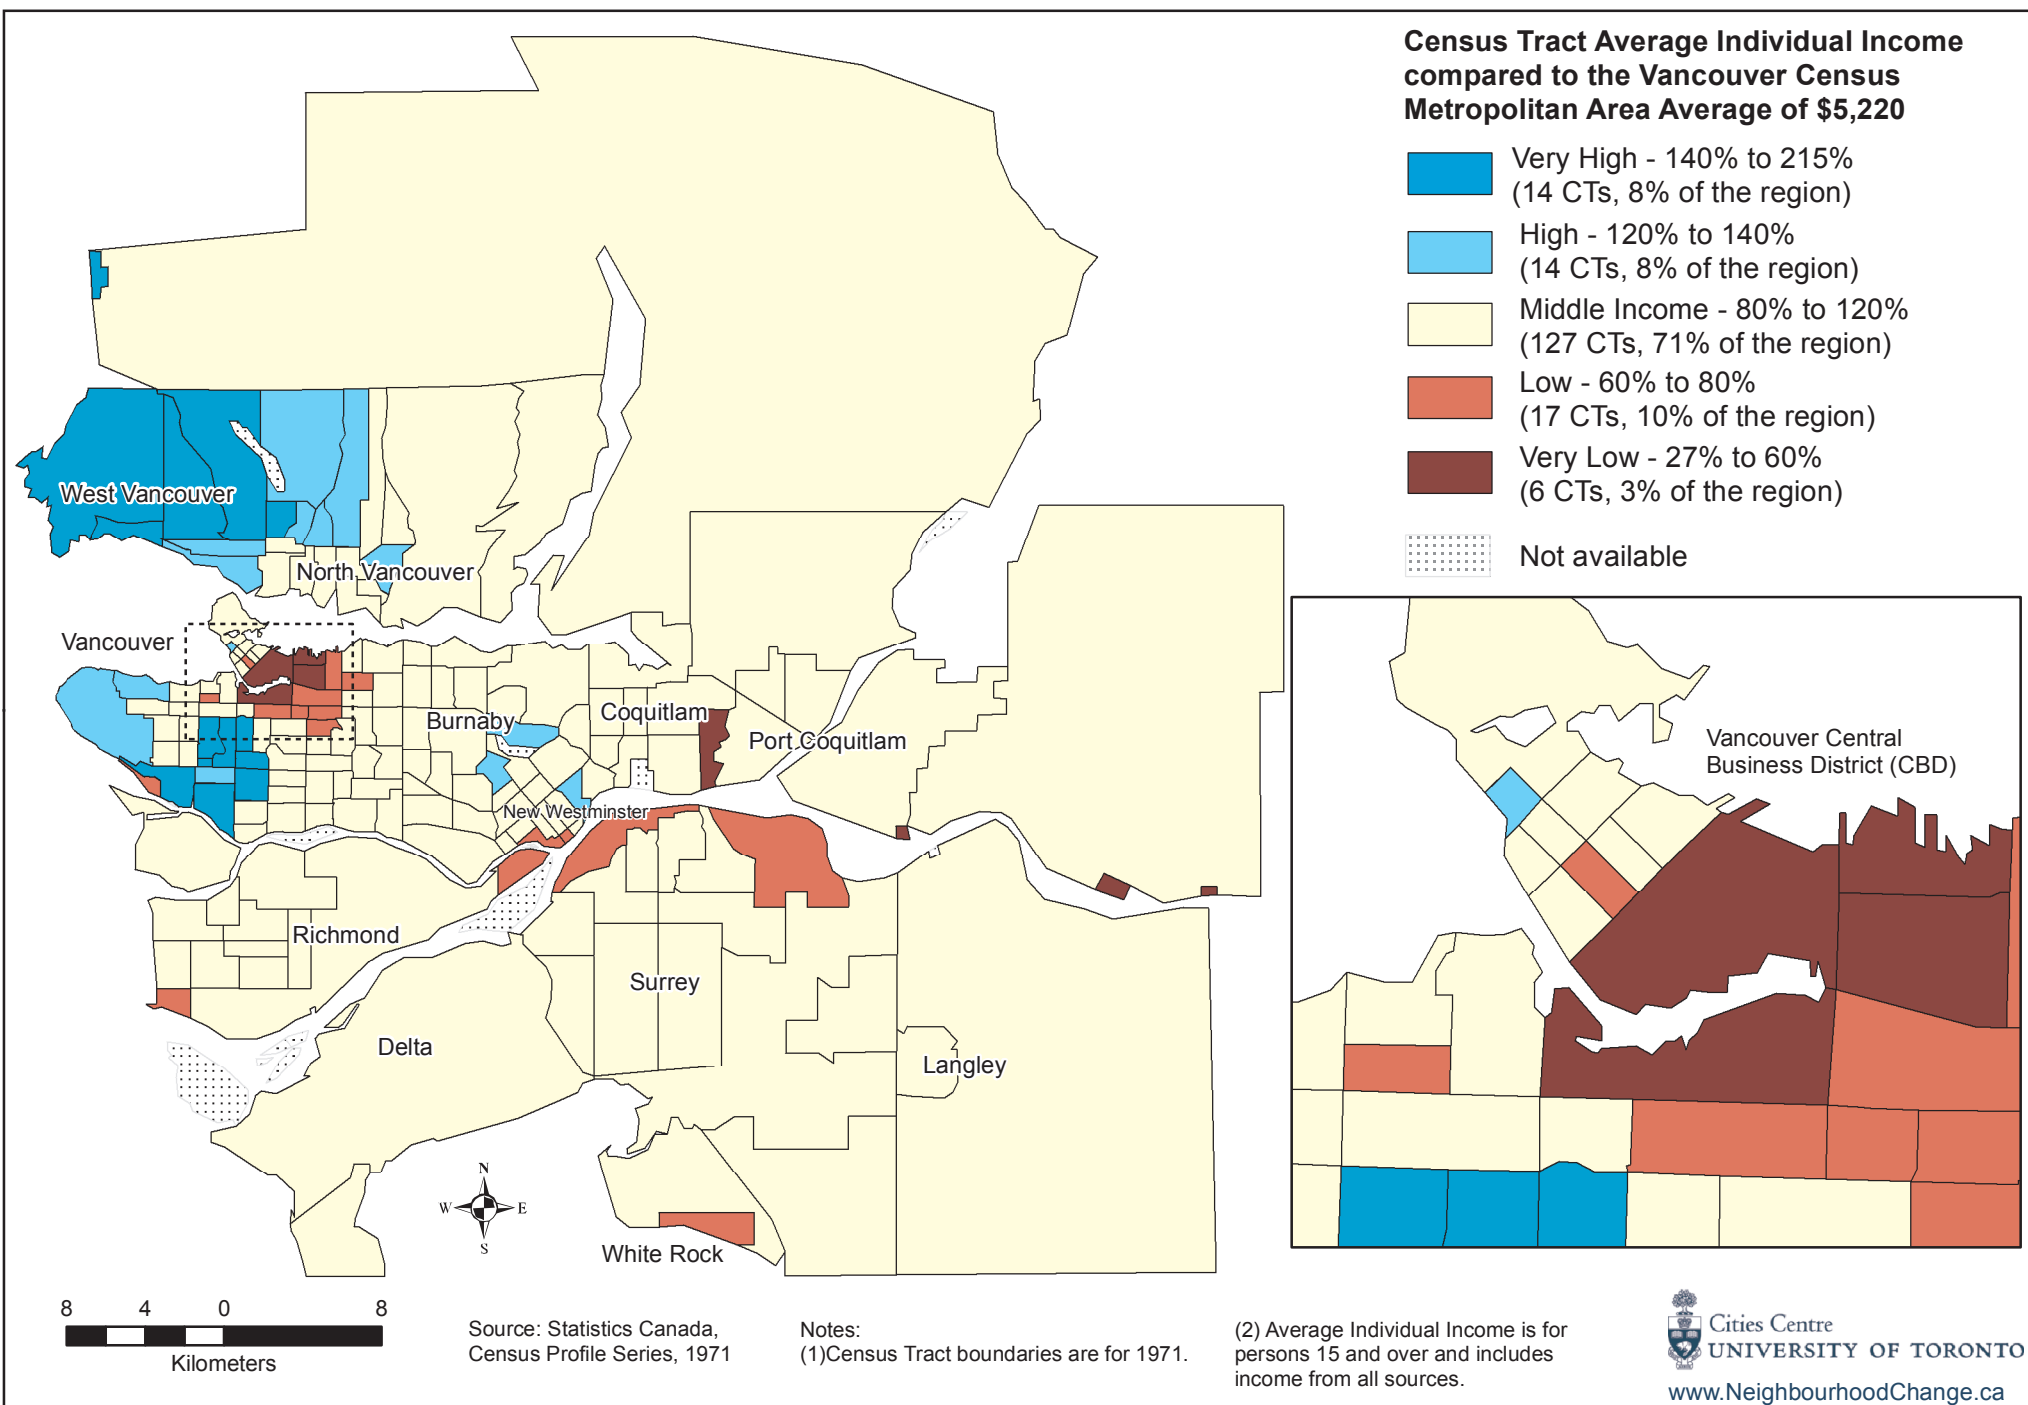 Census Tract Average Individual Income
compared to the Vancouver Census
Metropolitan Area Average of $5,220
Very High - 140% to 215%
(14 CTs, 8% of the region)
High - 120% to 140%
(14 CTs, 8% of the region)
Middle Income - 80% to 120%
(127 CTs, 71% of the region)
Low - 60% to 80%
(17 CTs, 10% of the region)
Very Low - 27% to 60%
(6 CTs, 3% of the region)
Not available
West Vancouver
North Vancouver
Vancouver
Burnaby
Coquitlam
Port Coquitlam
New Westminster
Richmond
Surrey
Delta
Langley
White Rock
Vancouver Central
Business District (CBD)
N
W
E
S
8 4 0 8
Kilometers
Source: Statistics Canada,
Census Profile Series, 1971
Notes:
(1)Census Tract boundaries are for 1971.
(2) Average Individual Income is for
persons 15 and over and includes
income from all sources.
Cities Centre
UNIVERSITY OF TORONTO
www.NeighbourhoodChange.ca